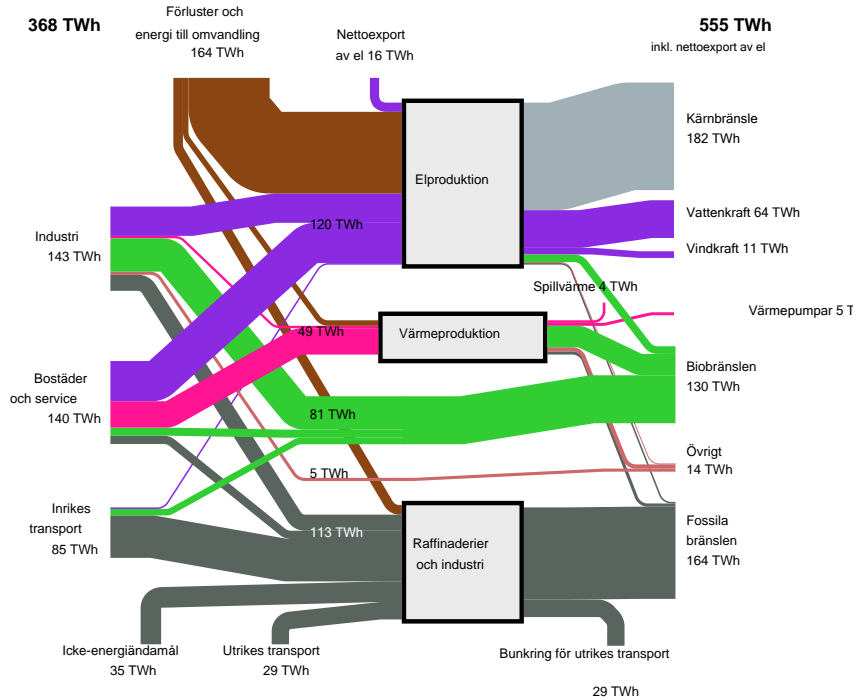 368 TWh
Förluster och
energi till omvandling
164 TWh
Nettoexport
av el 16 TWh
555 TWh
inkl. nettoexport av el
Kärnbränsle
182 TWh
Elproduktion
Vattenkraft 64 TWh
120 TWh
Industri
143 TWh
Vindkraft 11 TWh
Spillvärme 4 TWh
Värmepumpar 5 T
49 TWh
Värmeproduktion
Bostäder
och service
140 TWh
Biobränslen
130 TWh
81 TWh
Övrigt
14 TWh
5 TWh
Inrikes
transport
85 TWh
113 TWh
Raffinaderier
och industri
Fossila
bränslen
164 TWh
Icke-energiändamål
35 TWh
Utrikes transport
29 TWh
Bunkring för utrikes transport
29 TWh